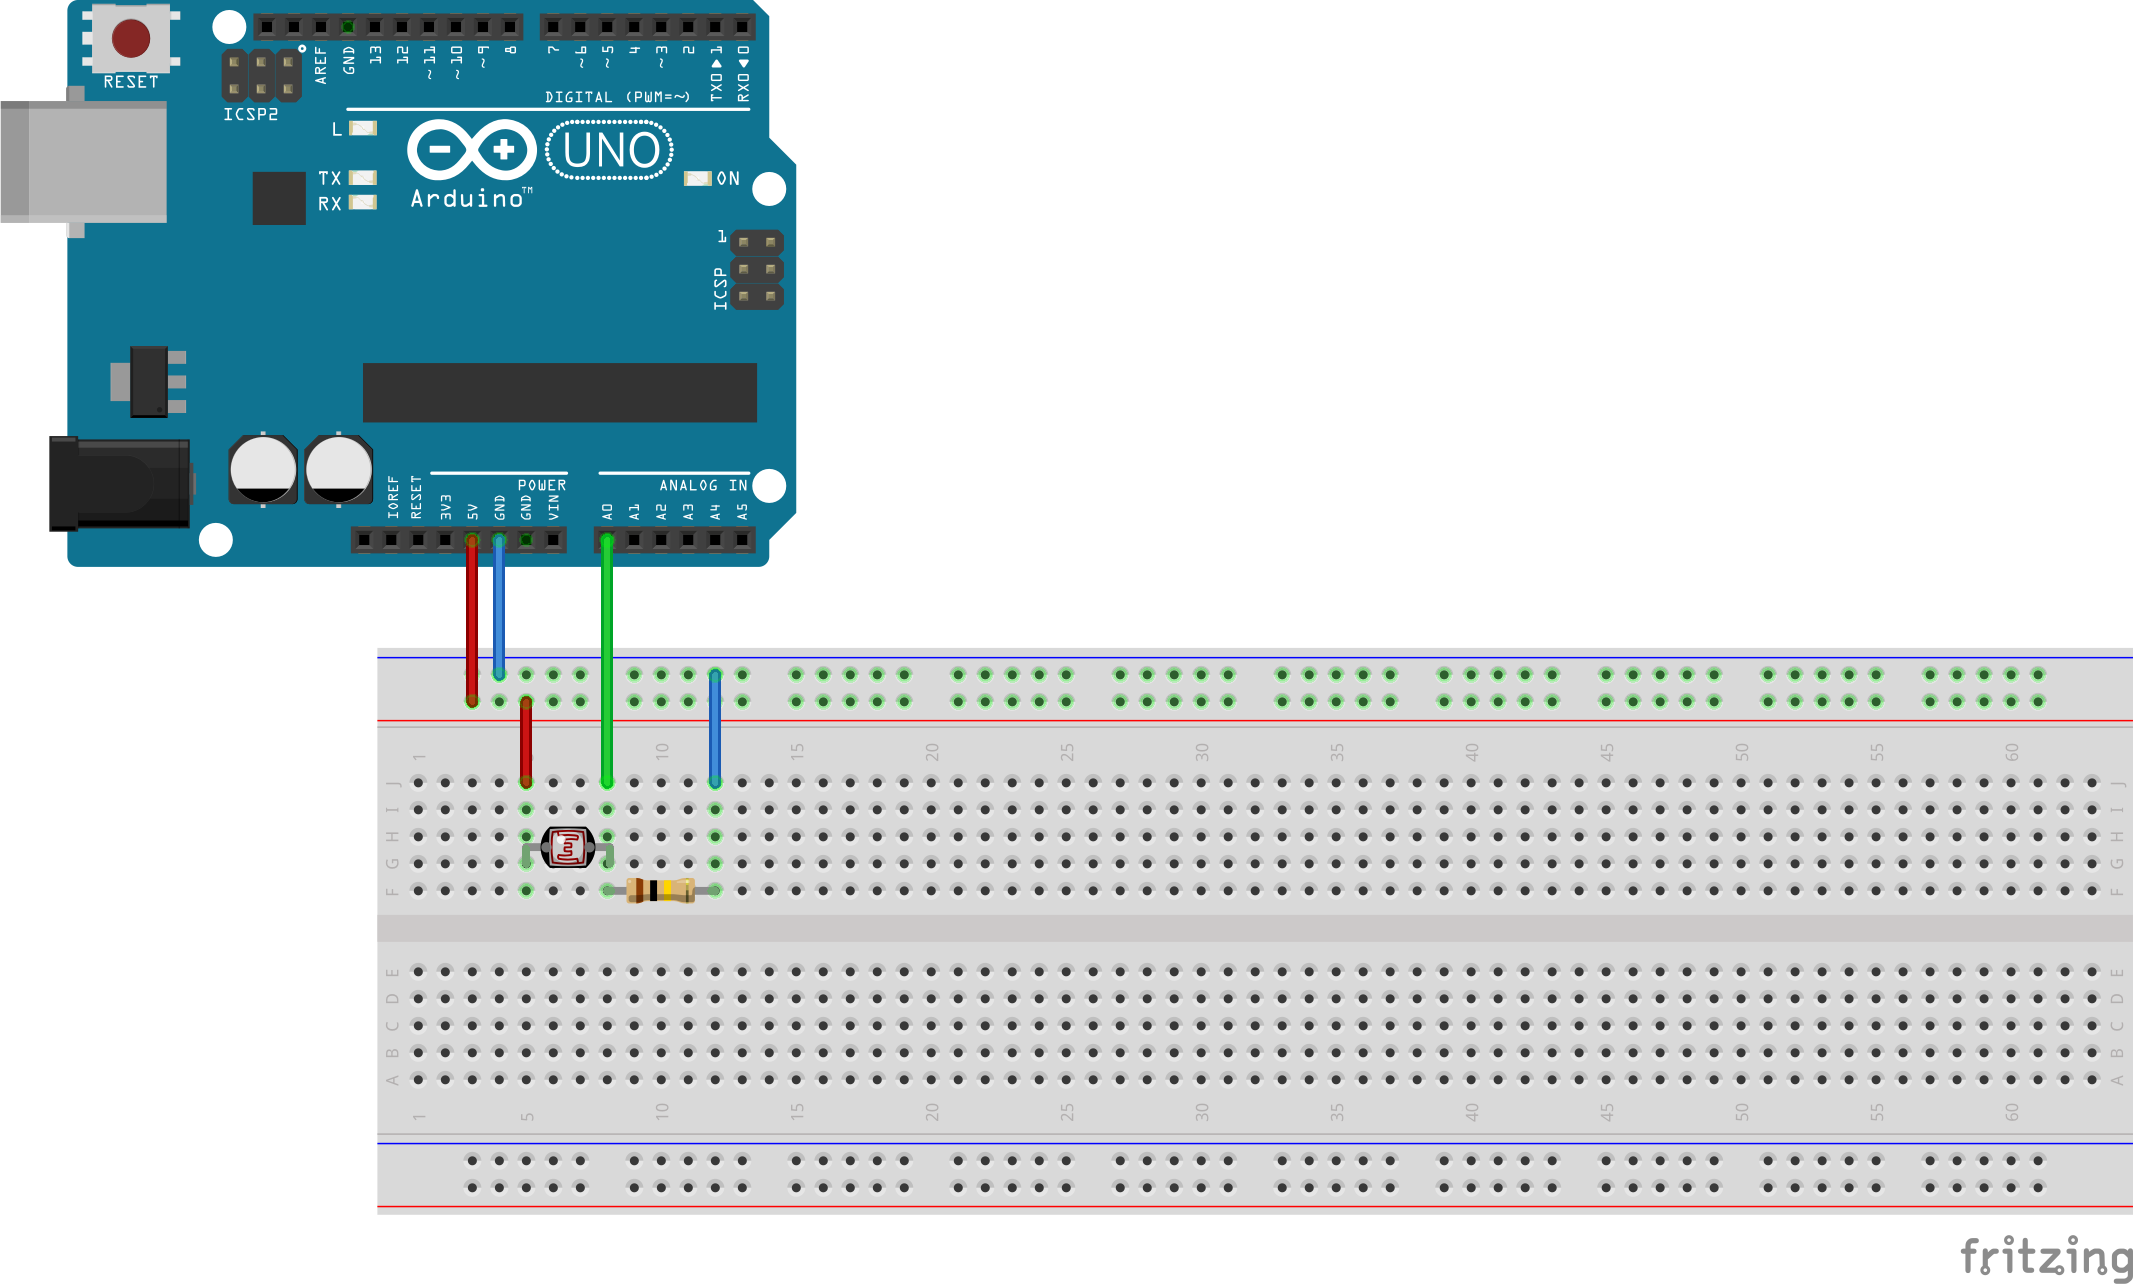 RESET
ICSP2
AREF
GND
13
12
~11
~10
~9
8
7
~6
~5
4
~3
2
TX0▶1
RX0◀0
DIGITAL (PWM=~)
L
TX
RX
Arduino™
UNO
ON
1
ICSP
POWER
ANALOG IN
IOREF
RESET
3V3
5V
GND
GND
VIN
A0
A1
A2
A3
A4
A5
1 10 15 20 25 30 35 40 45 50 55 60
J J
I I
H H
G G
F F
E E
D D
C C
B B
A A
1 5 10 15 20 25 30 35 40 45 50 55 60
fritzing